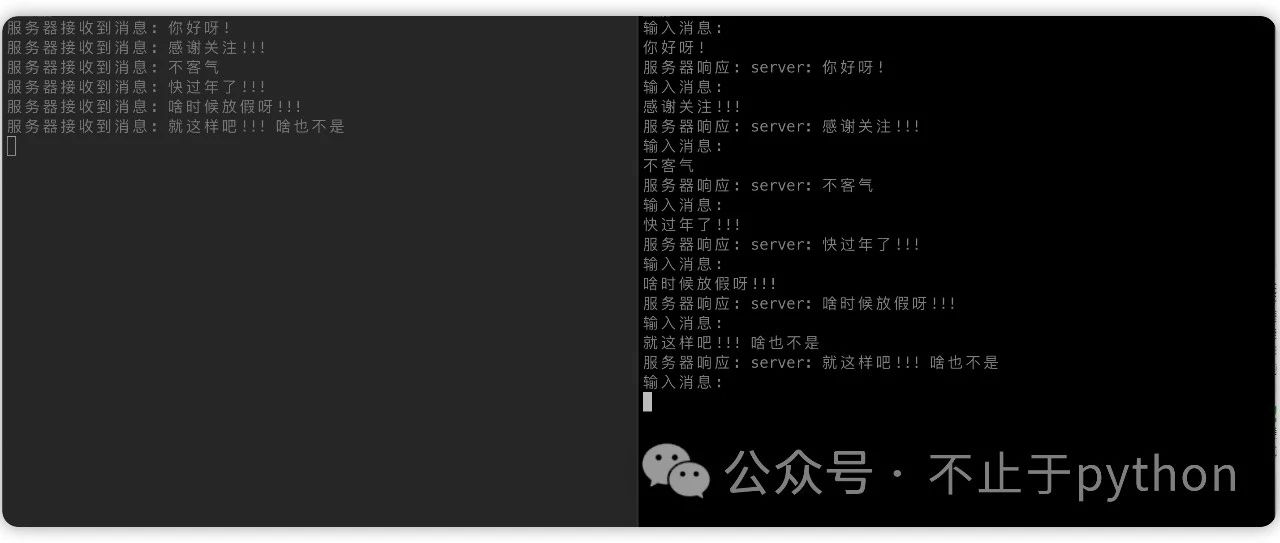 服务器接收到消息: 你好呀!
服务器接收到消息: 感谢关注!!!
服务器接收到消息: 不客气
服务器接收到消息: 快过年了!!!
服务器接收到消息: 啥时候放假呀!!!
服务器接收到消息: 就这样吧!!! 啥也不是
输入消息:
你好呀!
服务器响应: server: 你好呀!
输入消息:
感谢关注!!!
服务器响应: server: 感谢关注!!!
输入消息:
不客气
服务器响应: server: 不客气
输入消息:
快过年了!!!
服务器响应: server: 快过年了!!!
输入消息:
啥时候放假呀!!!
服务器响应: server: 啥时候放假呀!!!
输入消息:
就这样吧!!! 啥也不是
服务器响应: server: 就这样吧!!! 啥也不是
输入消息:
公众号 · 不止于python